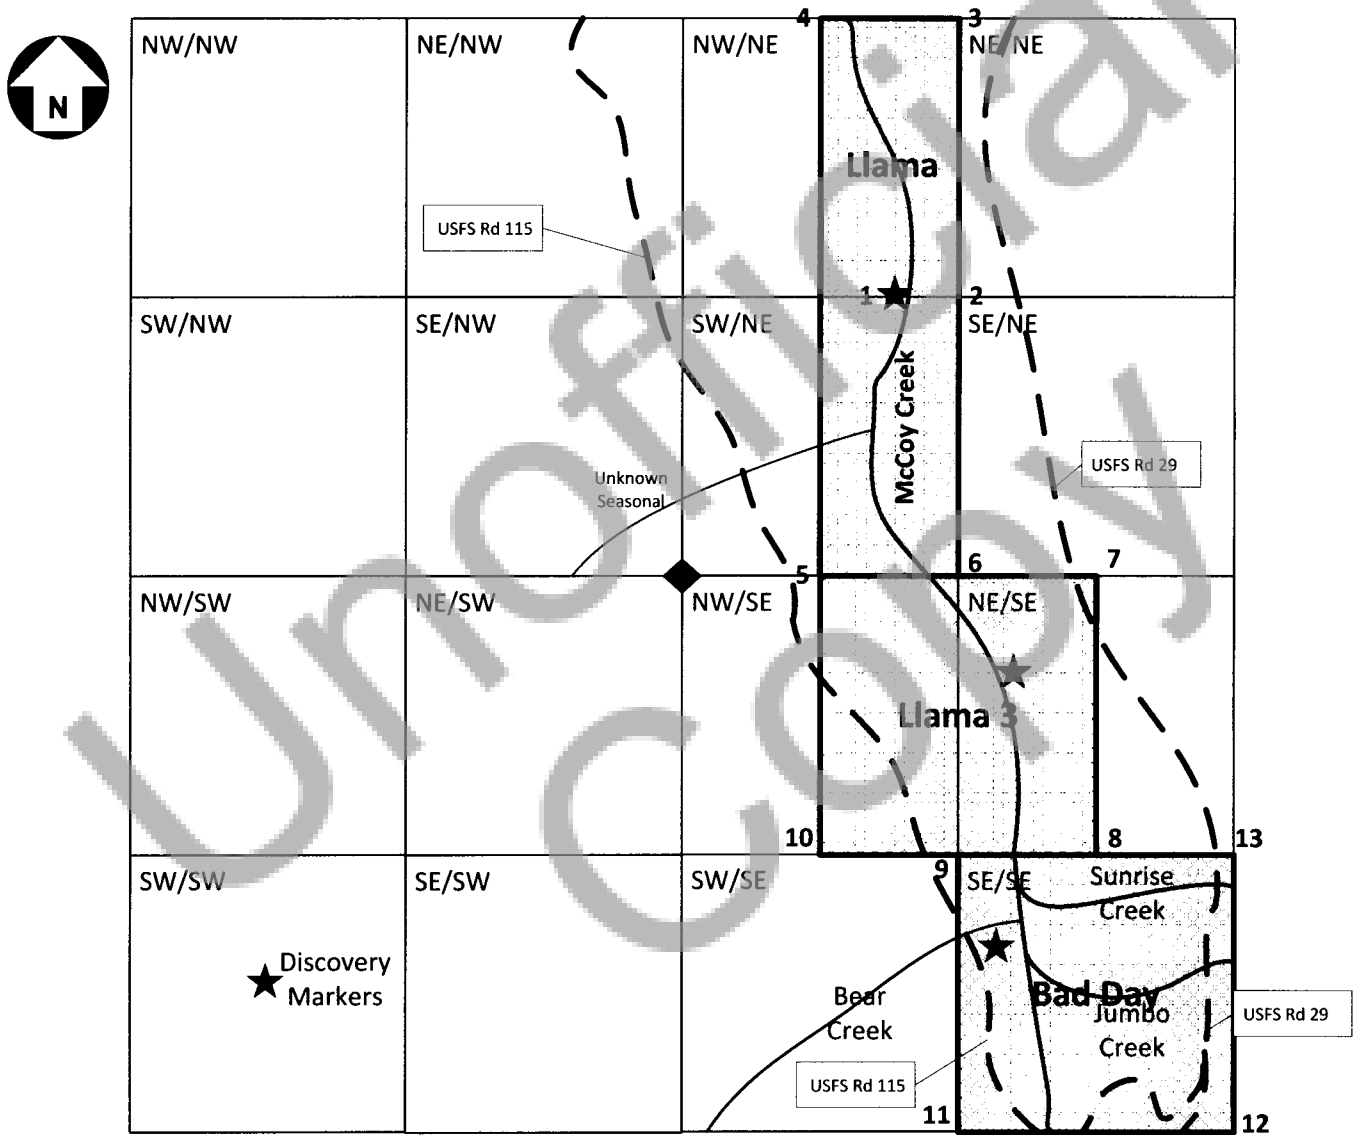 4
3
NW/NW
NE/NW
NW/NE
NE/NE
N
Llama
USFS Rd 115
1
2
SW/NW
SE/NW
SW/NE
SE/NE
McCoy Creek
USFS Rd 29
Unknown
Seasonal
5
6
7
NW/SW
NE/SW
NW/SE
NE/SE
Llama 3
10
9
8
13
SW/SW
SE/SW
SW/SE
SE/SE
Sunrise
Creek
Discovery
Markers
Bear
Creek
Bad Day
Jumbo
Creek
USFS Rd 29
USFS Rd 115
11
12
Unofficial
Copy